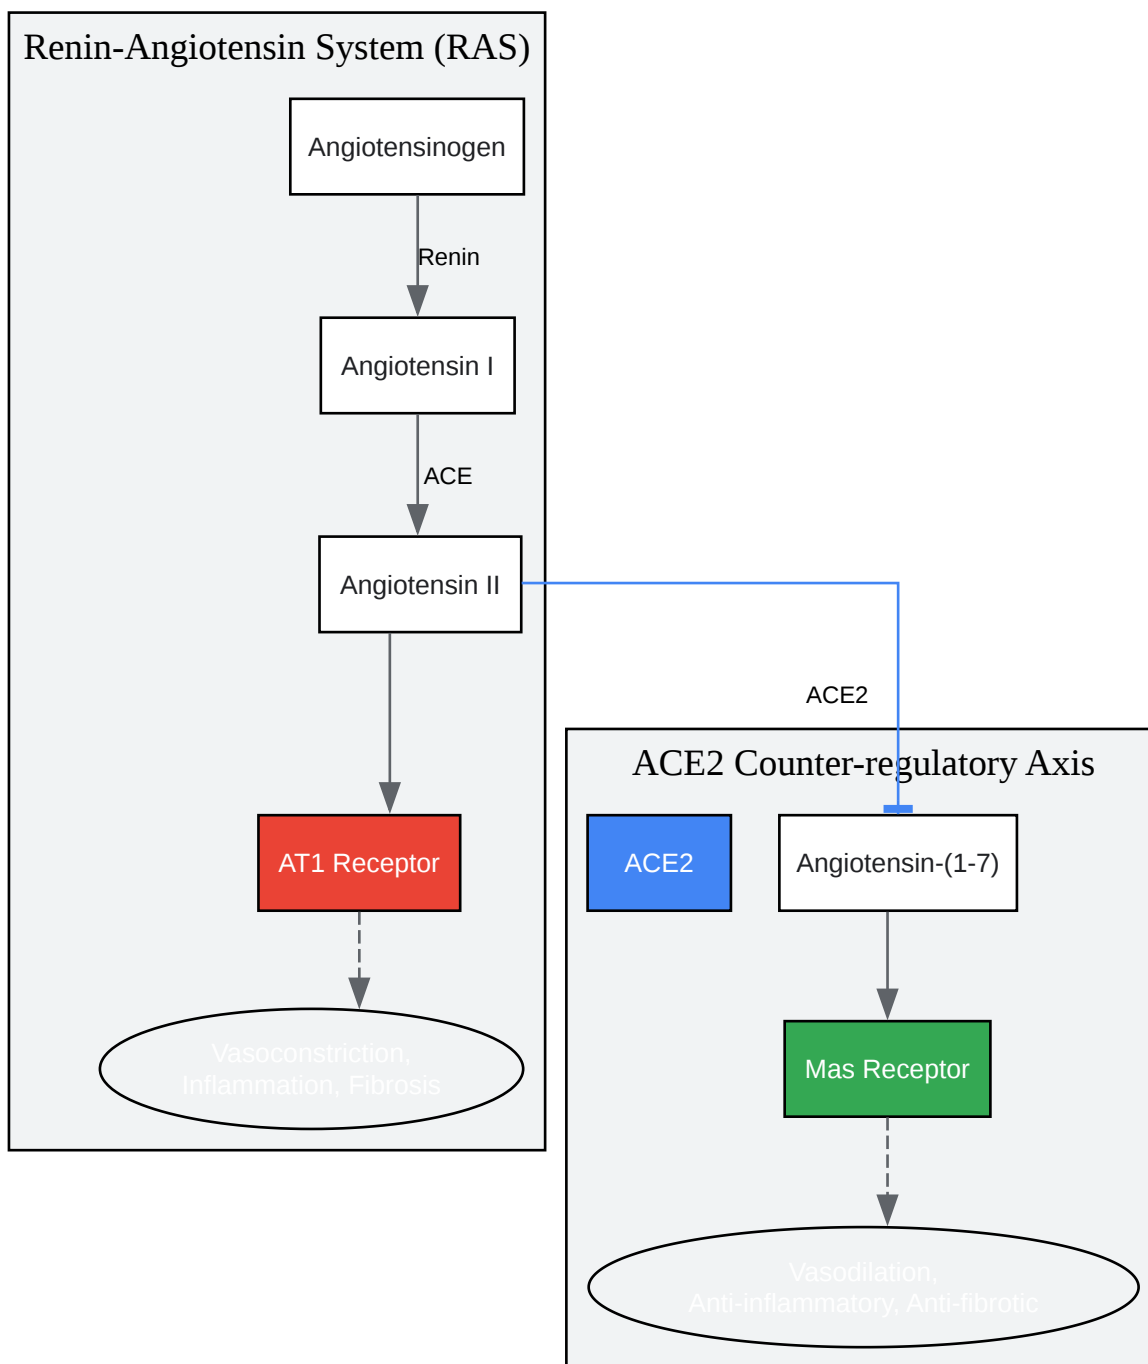 Renin-Angiotensin System (RAS)
Angiotensinogen
Renin
Angiotensin I
ACE
Angiotensin II
ACE2
ACE2 Counter-regulatory Axis
AT1 Receptor
ACE2
Angiotensin-(1-7)
Vasoconstriction,
Inflammation, Fibrosis
Mas Receptor
Vasodilation,
Anti-inflammatory, Anti-fibrotic